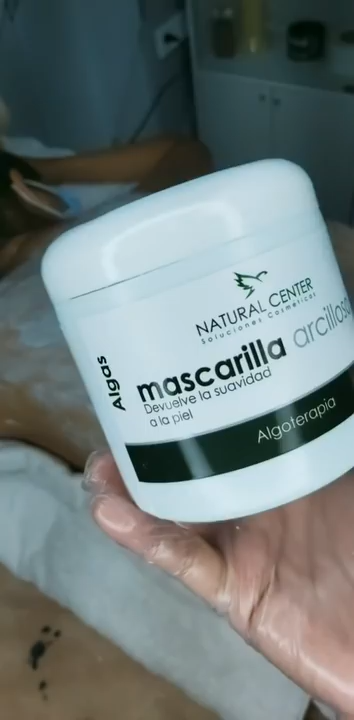 NATURAL CENTER
Soluciones Cosméticas
mascarilla arcillosa
Devuelve la suavidad
a la piel
Algas
Algoterapia